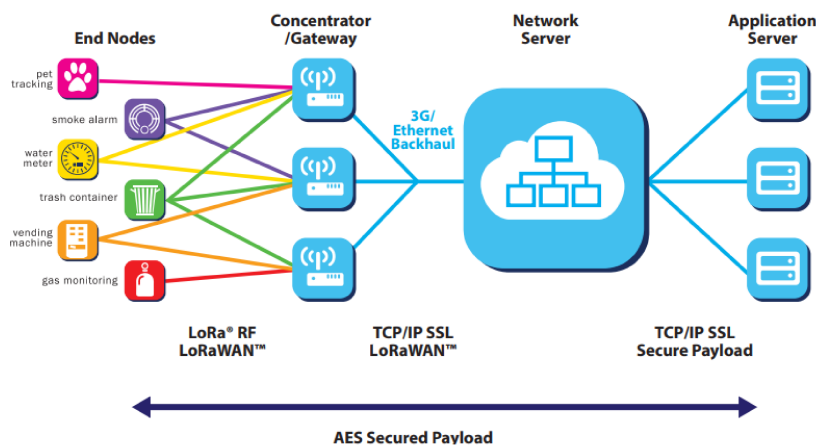 End Nodes
Concentrator
/Gateway
Network
Server
Application
Server
pet
tracking
smoke alarm
water
meter
trash container
vending
machine
gas monitoring
3G/
Ethernet
Backhaul
LoRa® RF
LoRaWAN™
TCP/IP SSL
LoRaWAN™
TCP/IP SSL
Secure Payload
AES Secured Payload